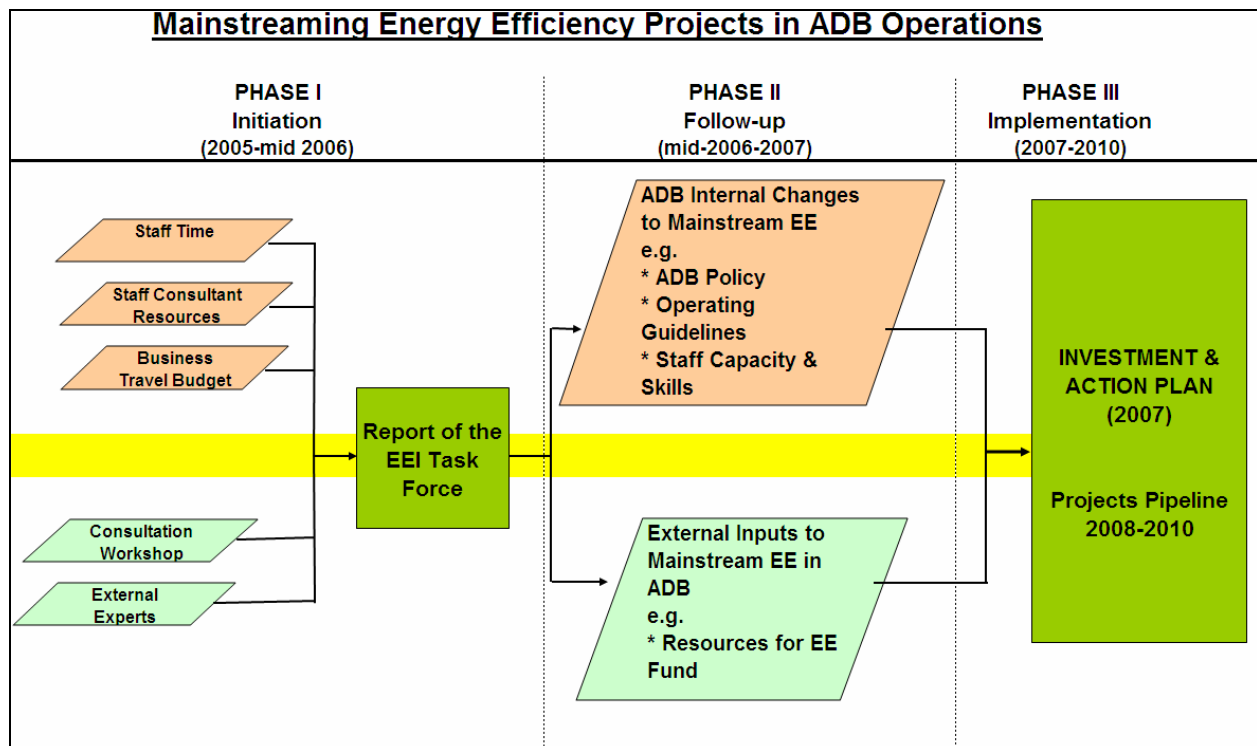 Mainstreaming Energy Efficiency Projects in ADB Operations
PHASE I
Initiation
(2005-mid 2006)
PHASE II
Follow-up
(mid-2006-2007)
PHASE III
Implementation
(2007-2010)
Staff Time
Staff Consultant
Resources
Business
Travel Budget
Report of the
EEI Task
Force
Consultation
Workshop
External
Experts
ADB Internal Changes
to Mainstream EE
e.g.
* ADB Policy
* Operating
Guidelines
* Staff Capacity &
Skills
External Inputs to
Mainstream EE in
ADB
e.g.
* Resources for EE
Fund
INVESTMENT &
ACTION PLAN
(2007)
Projects Pipeline
2008-2010